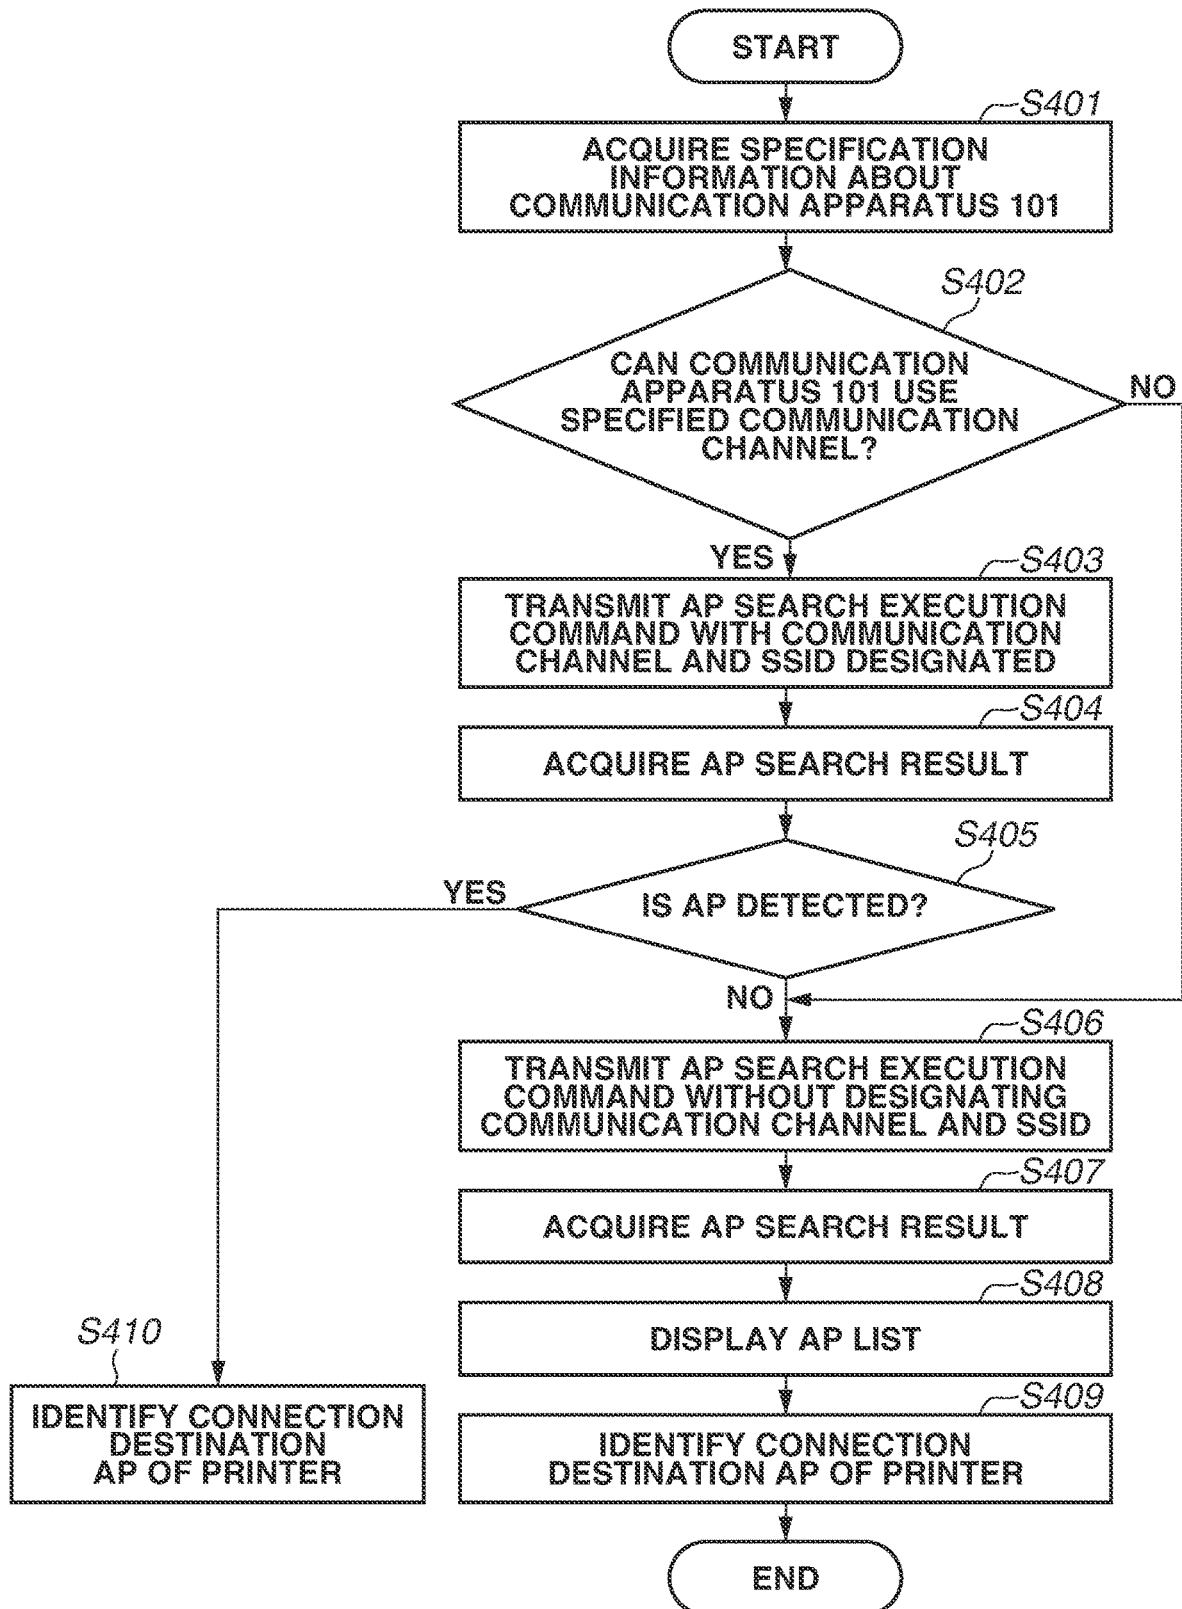 START
S401
ACQUIRE SPECIFICATION
INFORMATION ABOUT
COMMUNICATION APPARATUS 101
S402
CAN COMMUNICATION
APPARATUS 101 USE
SPECIFIED COMMUNICATION
CHANNEL?
NO
YES
S403
TRANSMIT AP SEARCH EXECUTION
COMMAND WITH COMMUNICATION
CHANNEL AND SSID DESIGNATED
S404
ACQUIRE AP SEARCH RESULT
S405
YES
IS AP DETECTED?
NO
S406
TRANSMIT AP SEARCH EXECUTION
COMMAND WITHOUT DESIGNATING
COMMUNICATION CHANNEL AND SSID
S407
ACQUIRE AP SEARCH RESULT
S408
DISPLAY AP LIST
S410
IDENTIFY CONNECTION
DESTINATION
AP OF PRINTER
S409
IDENTIFY CONNECTION
DESTINATION AP OF PRINTER
END